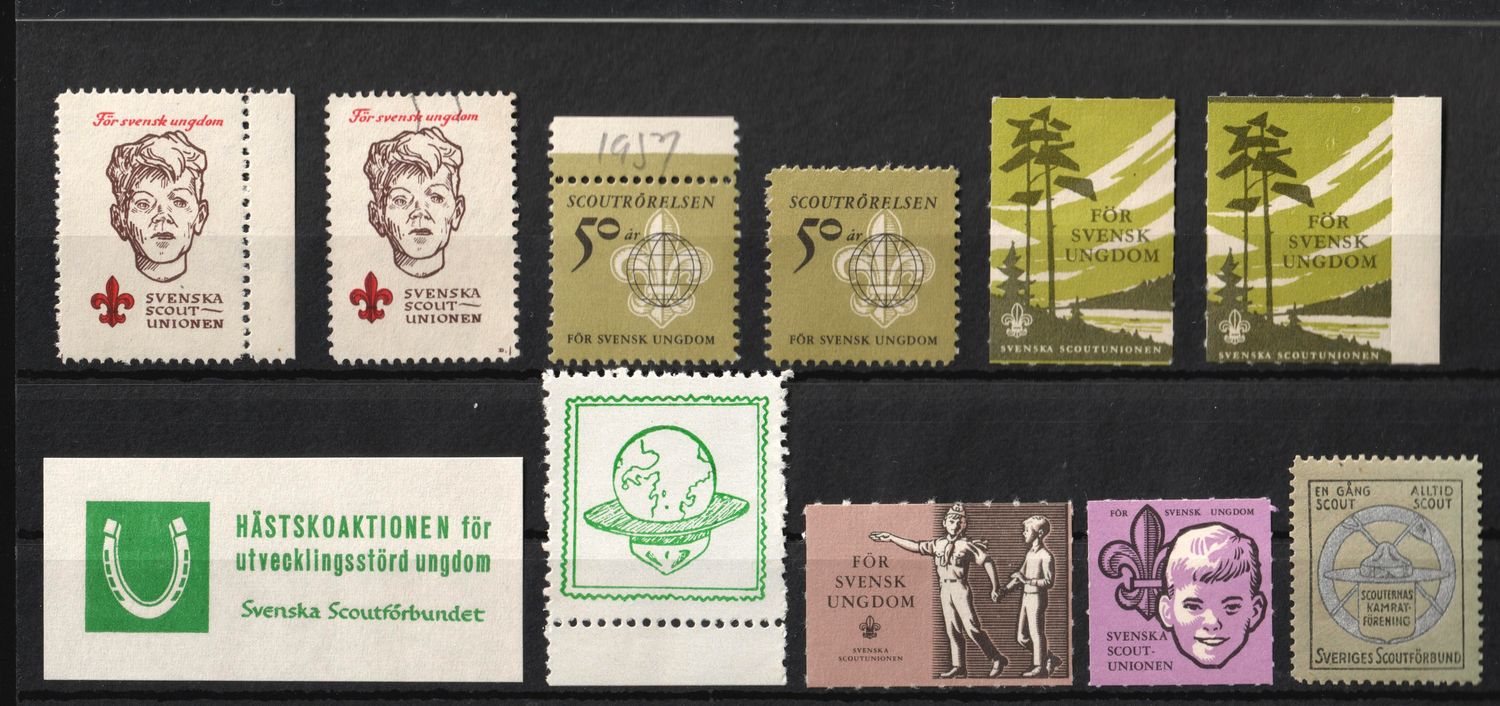 För svensk ungdom
SVENSKA
SCOUT-
UNIONEN
För svensk ungdom
SVENSKA
SCOUT-
UNIONEN
1957
SCOUTRÖRELSEN
50 år
FÖR SVENSK UNGDOM
SCOUTRÖRELSEN
50 år
FÖR SVENSK UNGDOM
FÖR
SVENSK
UNGDOM
SVENSKA SCOUTUNIONEN
FÖR
SVENSK
UNGDOM
SVENSKA SCOUTUNIONEN
HÄSTSKOAKTIONEN för
utvecklingsstörd ungdom
Svenska Scoutförbundet
FÖR
SVENSK
UNGDOM
SVENSKA
SCOUTUNIONEN
FÖR SVENSK UNGDOM
SVENSKA
SCOUT-
UNIONEN
EN GÅNG ALLTID
SCOUT SCOUT
SCOUTERNAS
KAMRAT-
FÖRENING
SVERIGES SCOUTFÖRBUND